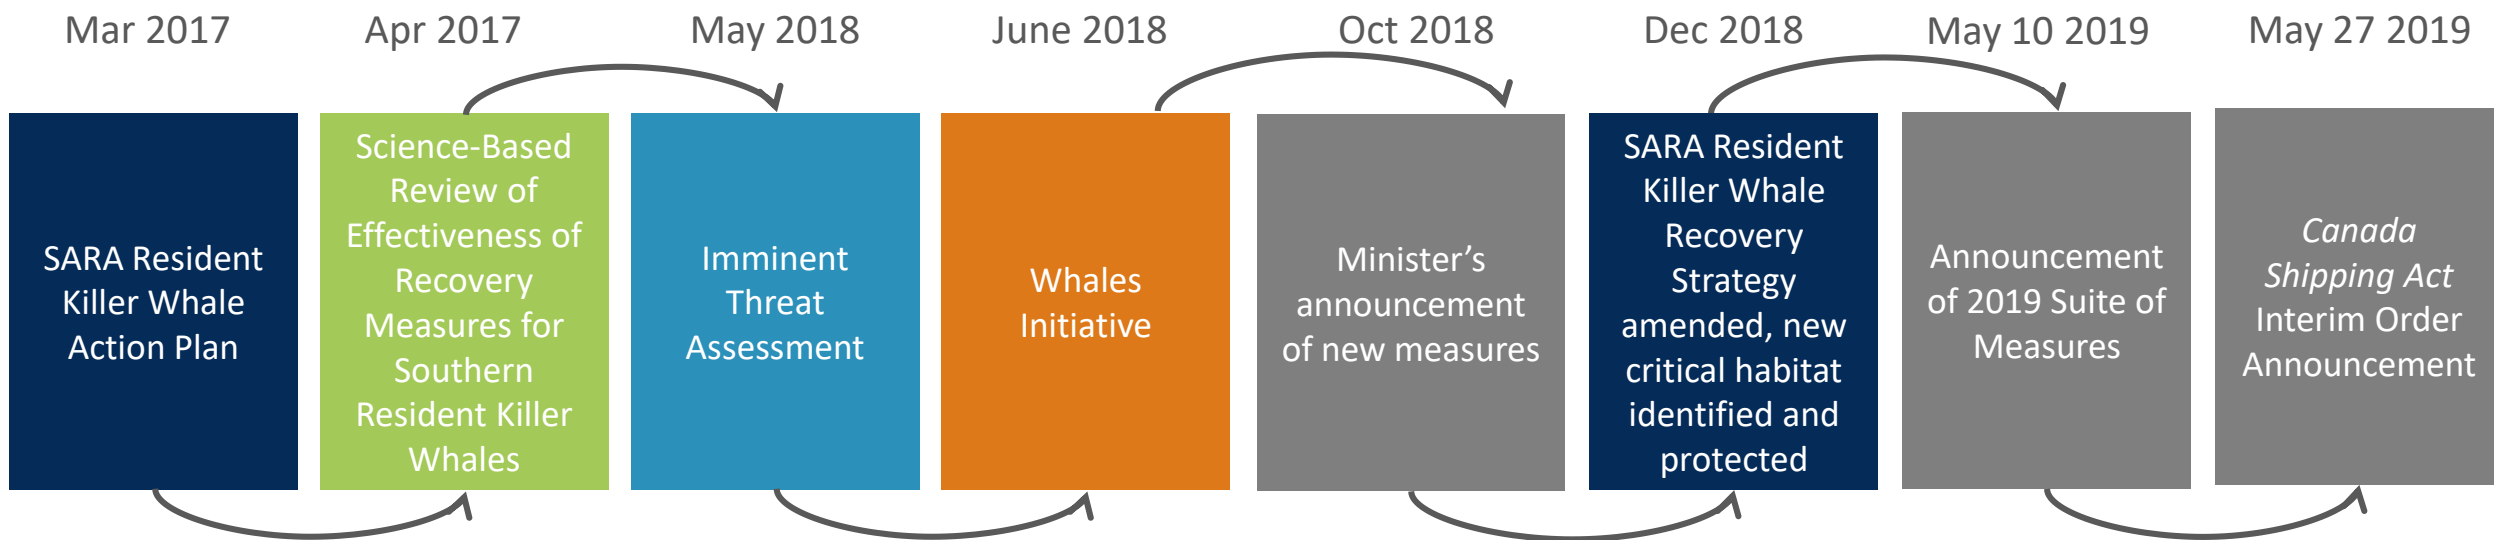 Mar 2017
Apr 2017
May 2018
June 2018
Oct 2018
Dec 2018
May 10 2019
May 27 2019
SARA Resident
Killer Whale
Action Plan
Science-Based
Review of
Effectiveness of
Recovery
Measures for
Southern
Resident Killer
Whales
Imminent
Threat
Assessment
Whales
Initiative
Minister’s
announcement
of new measures
SARA Resident
Killer Whale
Recovery
Strategy
amended, new
critical habitat
identified and
protected
Announcement
of 2019 Suite of
Measures
Canada
Shipping Act
Interim Order
Announcement